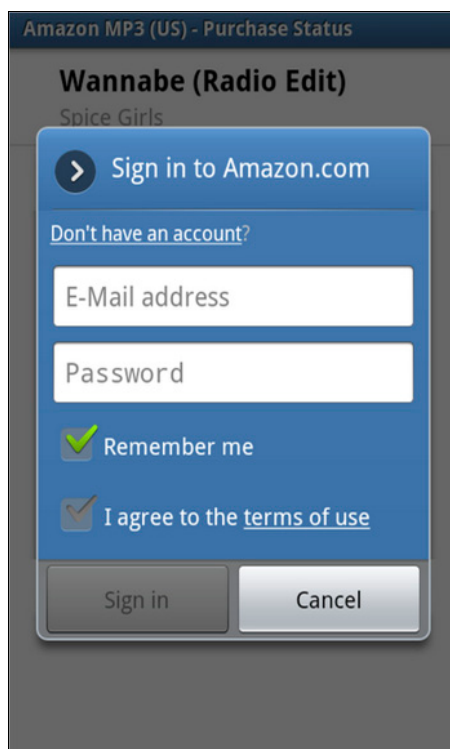 Amazon MP3 (US) - Purchase Status
Wannabe (Radio Edit)
Spice Girls
Sign in to Amazon.com
Don't have an account?
E-Mail address
Password
Remember me
I agree to the terms of use
Sign in
Cancel